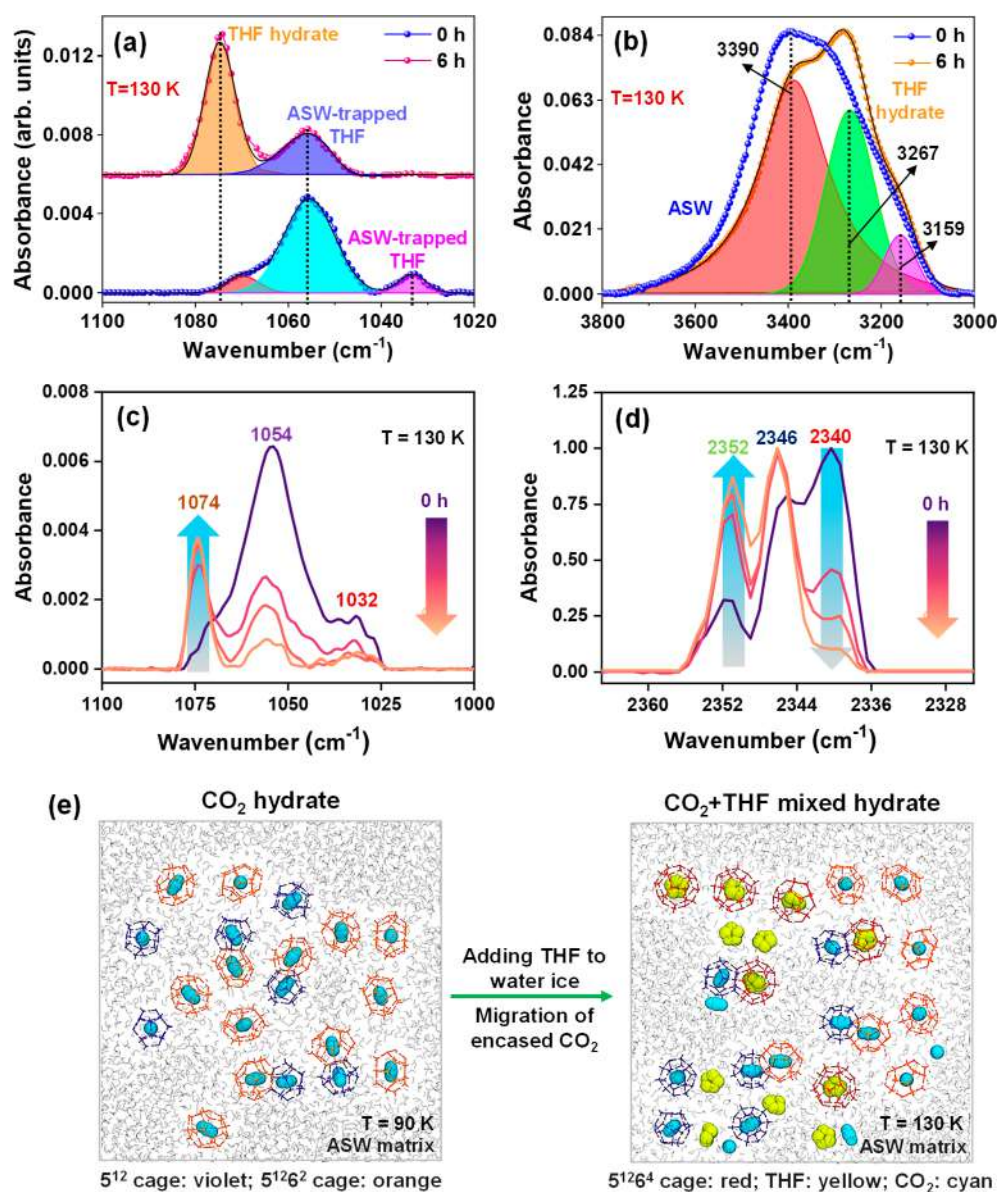 (a)
THF hydrate
0 h
6 h
T=130 K
ASW-trapped
THF
ASW-trapped
THF
0.012
0.008
0.004
0.000
Absorbance (arb. units)
1100 1080 1060 1040 1020
Wavenumber (cm⁻¹)
(b)
0 h
6 h
3390
T=130 K
THF
hydrate
3267
ASW
3159
0.084
0.063
0.042
0.021
0.000
Absorbance
3800 3600 3400 3200 3000
Wavenumber (cm⁻¹)
(c)
1054
T = 130 K
1074
0 h
1032
0.008
0.006
0.004
0.002
0.000
Absorbance
1100 1075 1050 1025 1000
Wavenumber (cm⁻¹)
(d)
2352 2346 2340
T = 130 K
0 h
1.25
1.00
0.75
0.50
0.25
0.00
Absorbance
2360 2352 2344 2336 2328
Wavenumber (cm⁻¹)
(e)
CO₂ hydrate
T = 90 K
ASW matrix
5¹² cage: violet; 5¹²6² cage: orange
Adding THF to
water ice
Migration of
encased CO₂
CO₂+THF mixed hydrate
T = 130 K
ASW matrix
5¹²6⁴ cage: red; THF: yellow; CO₂: cyan